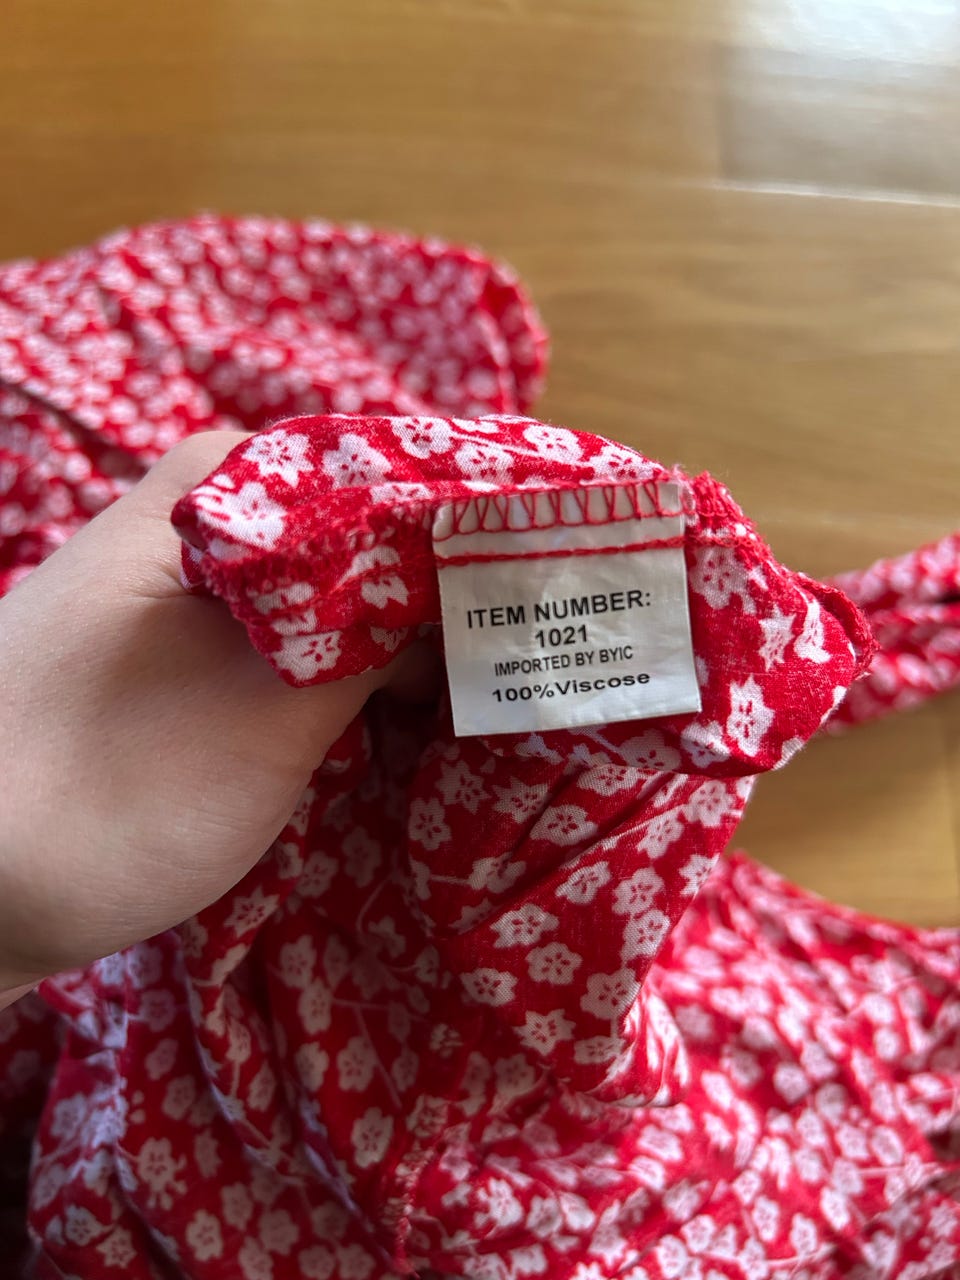 ITEM NUMBER:
1021
IMPORTED BY BYIC
100%Viscose